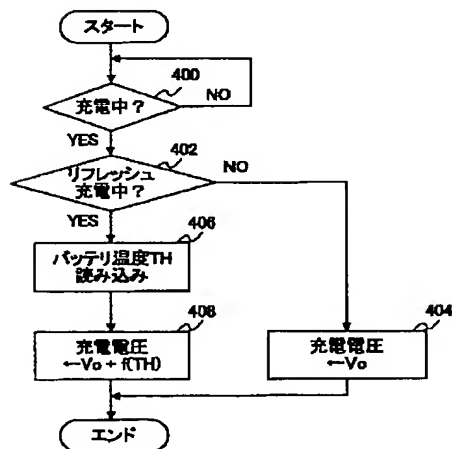 スタート
400
充電中?
NO
YES
402
リフレッシュ
充電中?
NO
YES
406
バッテリ温度TH
読み込み
408
充電電圧
←Vo + f(TH)
404
充電電圧
←Vo
エンド